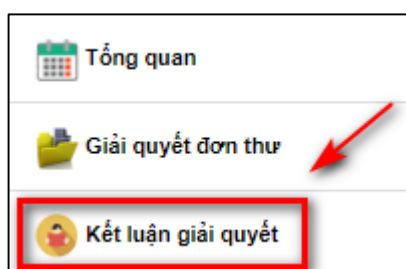 Tổng quan
Giải quyết đơn thư
Kết luận giải quyết